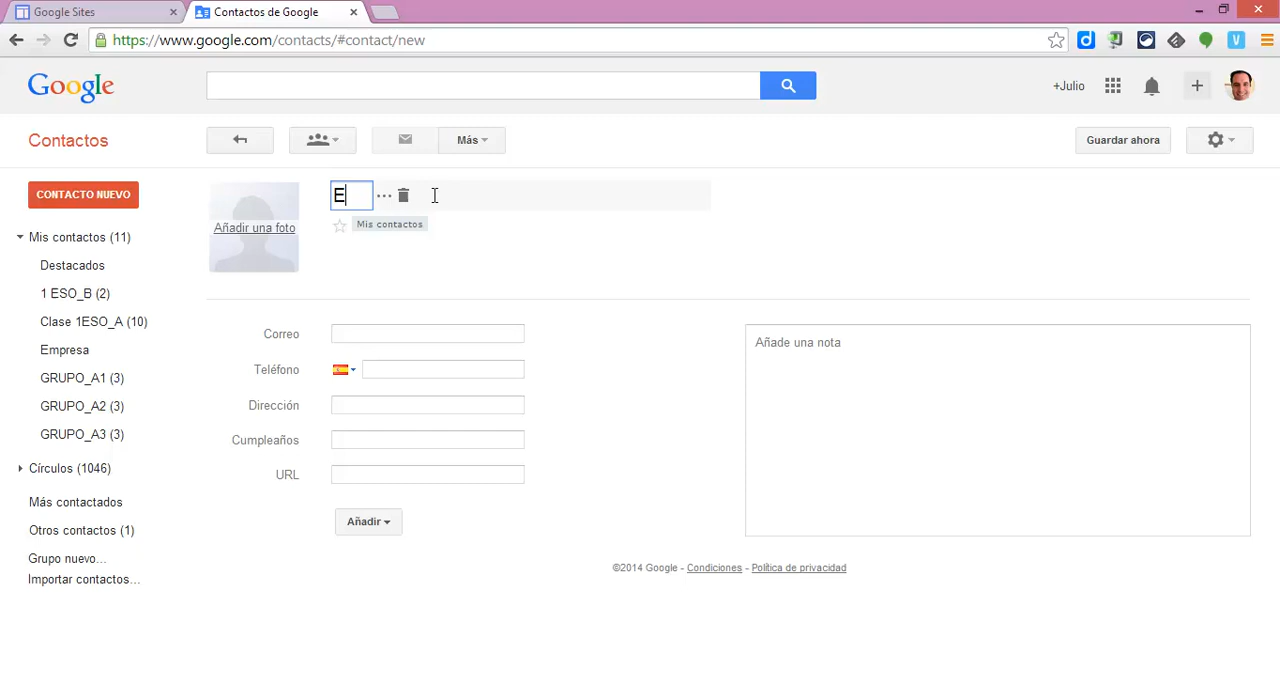 Google Sites
Contactos de Google
https://www.google.com/contacts/#contact/new
Google
+Julio
Contactos
Más
Guardar ahora
CONTACTO NUEVO
Añadir una foto
E
Mis contactos
Mis contactos (11)
Destacados
1 ESO_B (2)
Clase 1ESO_A (10)
Empresa
GRUPO_A1 (3)
GRUPO_A2 (3)
GRUPO_A3 (3)
Círculos (1046)
Más contactados
Otros contactos (1)
Grupo nuevo...
Importar contactos...
Correo
Teléfono
Dirección
Cumpleaños
URL
Añadir
Añade una nota
©2014 Google - Condiciones - Política de privacidad